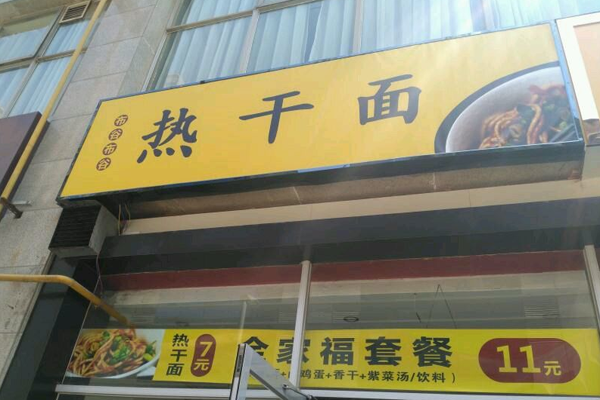 布谷布谷
热干面
热干面 7元
全家福套餐 11元
鸡蛋+香干+紫菜汤/饮料）